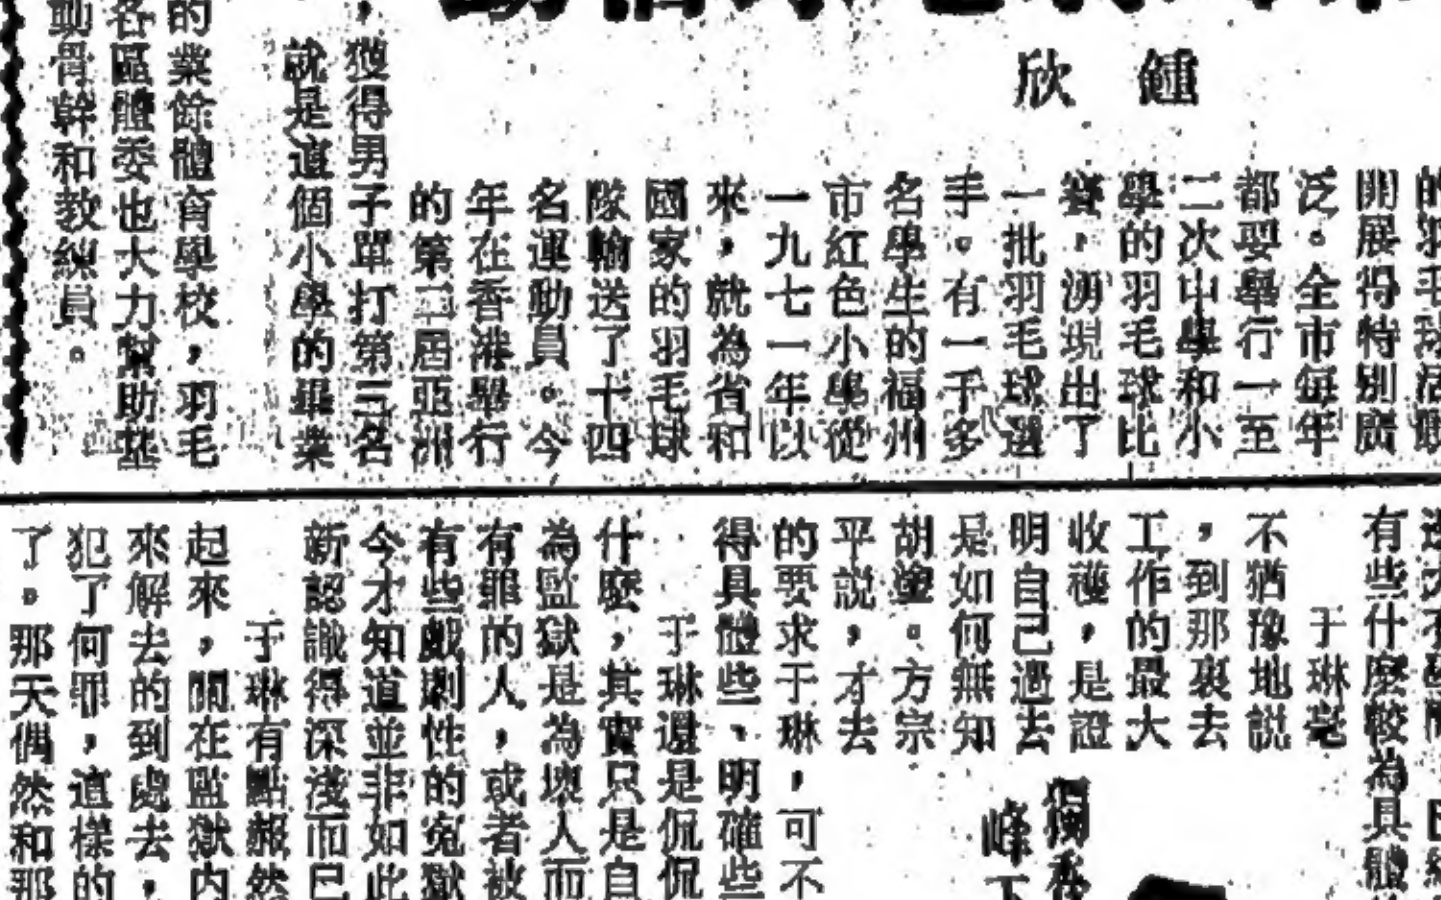 鍾欣
開展得特別廣
泛。全市每年
都要舉行一至
二次中學和小
學的羽毛球比
賽，湧現出了
一批羽毛球選
手。有一千多
名學生的福州
市紅色小學從
一九七一年以
來，就為省和
國家的羽毛球
隊輸送了十四
名運動員。今
年在香港舉行
的第二屆亞洲
，獲得男子單打第三名
就是這個小學的畢業
的業餘體育學校，羽毛
各區體委也大力幫助基
動骨幹和教練員。
有些什麼較為具體
于琳毫
不猶豫地說
，到那裏去
工作的最大
收穫，是證
明自己過去
是如何無知
胡塗。方宗
平說，才去
的要求于琳，可不
得具體些、明確些
于琳還是侃侃
什麼，其實只是自
為監獄是為壞人而
有罪的人，或者被
有些戲劇性的冤獄
今才知道並非如此
新認識得深淺而已
于琳有點赧然
起來，關在監獄內
來解去的到處去，
犯了何罪，這樣的
了。那天偶然和那